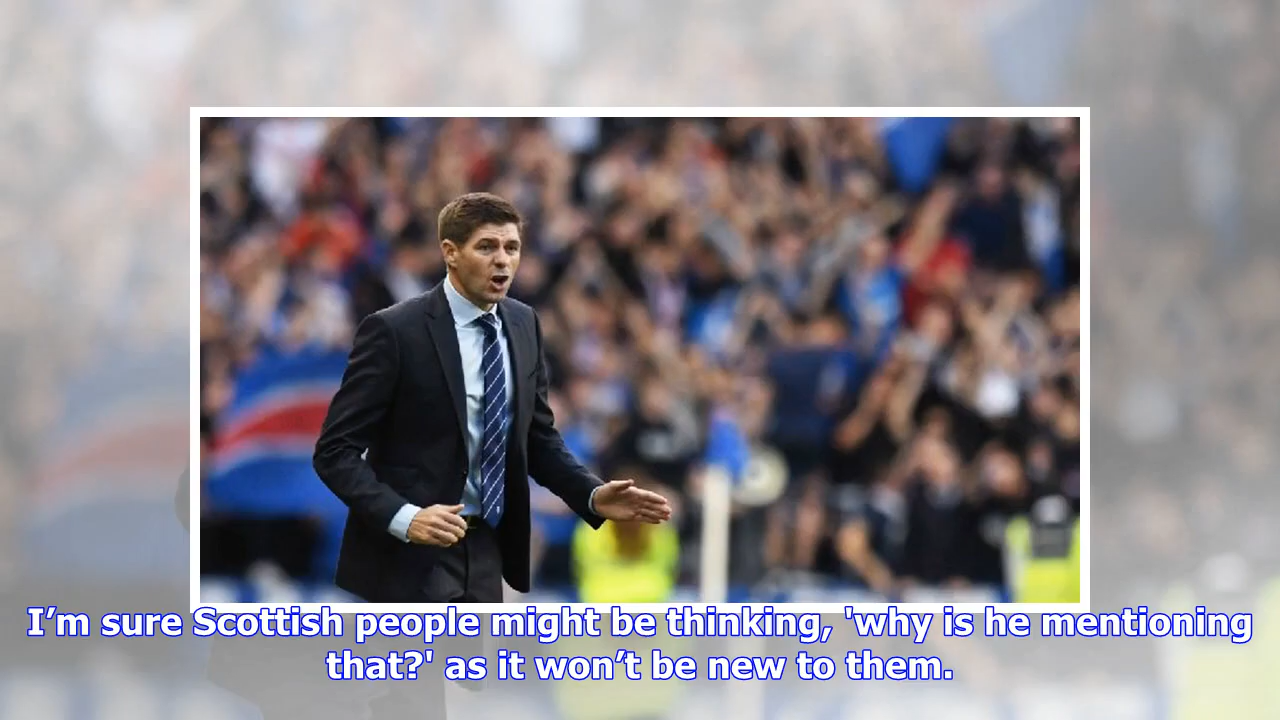 I’m sure Scottish people might be thinking, 'why is he mentioning
that?' as it won’t be new to them.